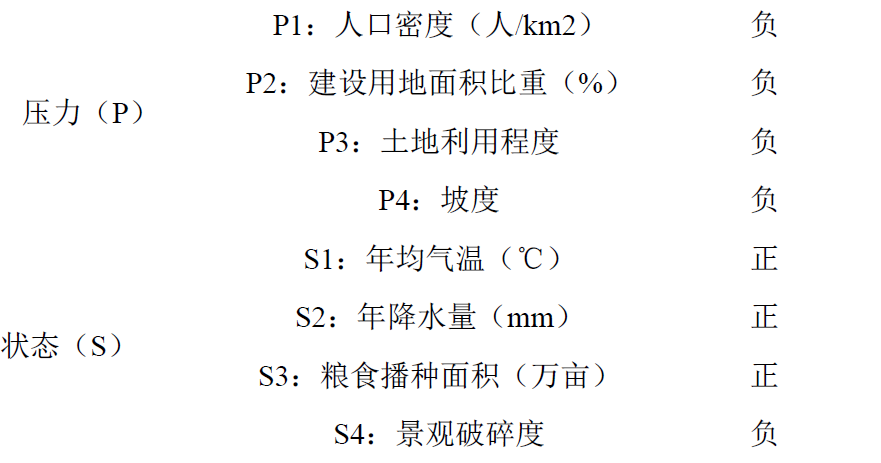 P1：人口密度（人/km2） 负
P2：建设用地面积比重（%） 负
压力（P）
P3：土地利用程度 负
P4：坡度 负
S1：年均气温（℃） 正
S2：年降水量（mm） 正
状态（S）
S3：粮食播种面积（万亩） 正
S4：景观破碎度 负